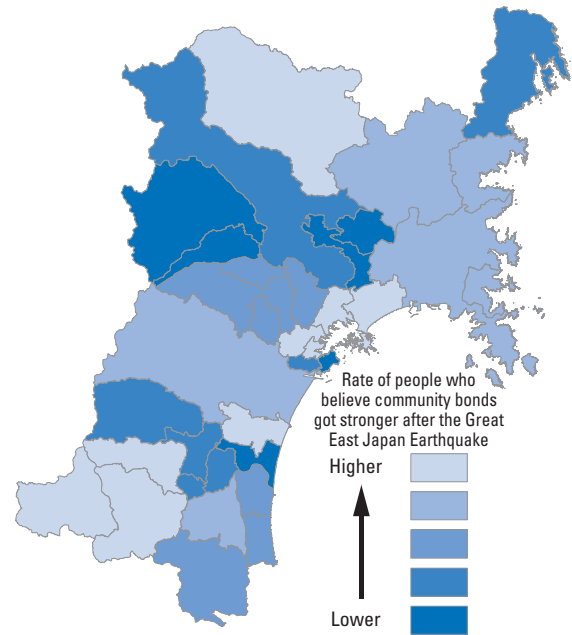 Rate of people who
believe community bonds
got stronger after the Great
East Japan Earthquake
Higher
Lower